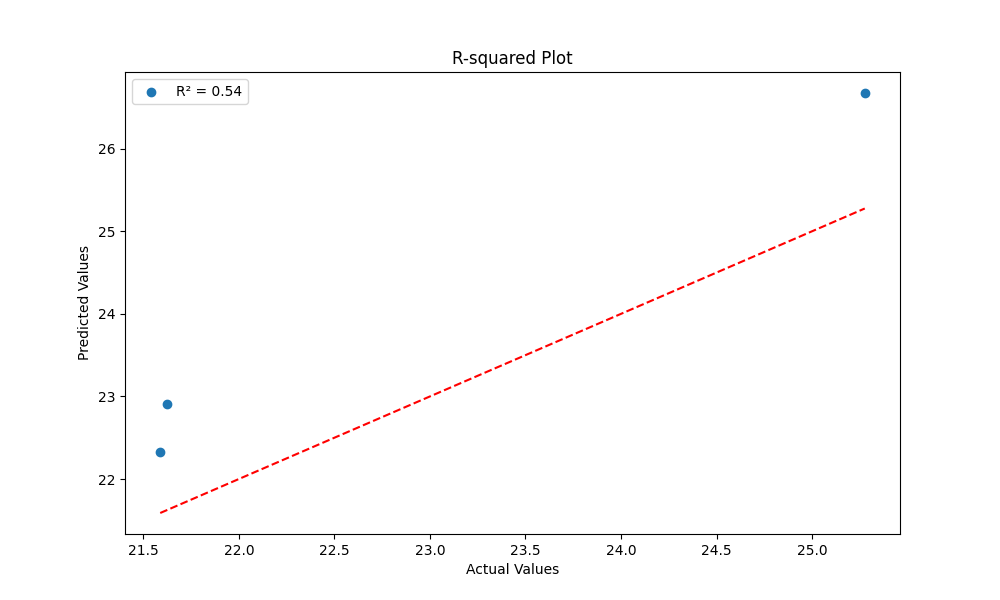 R-squared Plot
R² = 0.54
Predicted Values
26
25
24
23
22
21.5 22.0 22.5 23.0 23.5 24.0 24.5 25.0
Actual Values